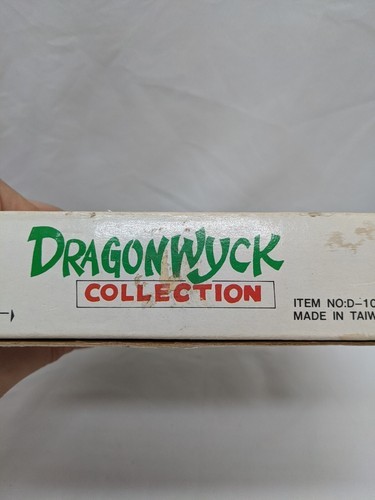 DRAGONWYCK
COLLECTION
ITEM NO:D-10
MADE IN TAIW